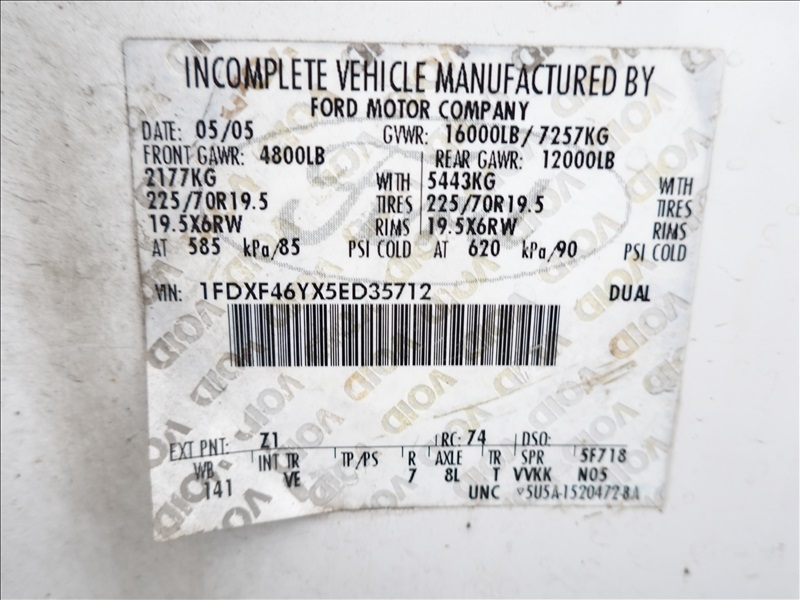 INCOMPLETE VEHICLE MANUFACTURED BY
FORD MOTOR COMPANY
DATE: 05/05 GVWR: 16000LB/7257KG
FRONT GAWR: 4800LB REAR GAWR: 12000LB
2177KG WITH 5443KG WITH
225/70R19.5 TIRES 225/70R19.5 TIRES
19.5X6RW RIMS 19.5X6RW RIMS
AT 585 kPa/85 PSI COLD AT 620 kPa/90 PSI COLD
VIN: 1FDXF46YX5ED35712 DUAL
EXT PNT: Z1 RC: 74 DSO:
WB INT TR TP/PS R AXLE TR SPR 5F718
141 VE 7 8L T VVKK N05
UNC 5U5A-1520472-BA